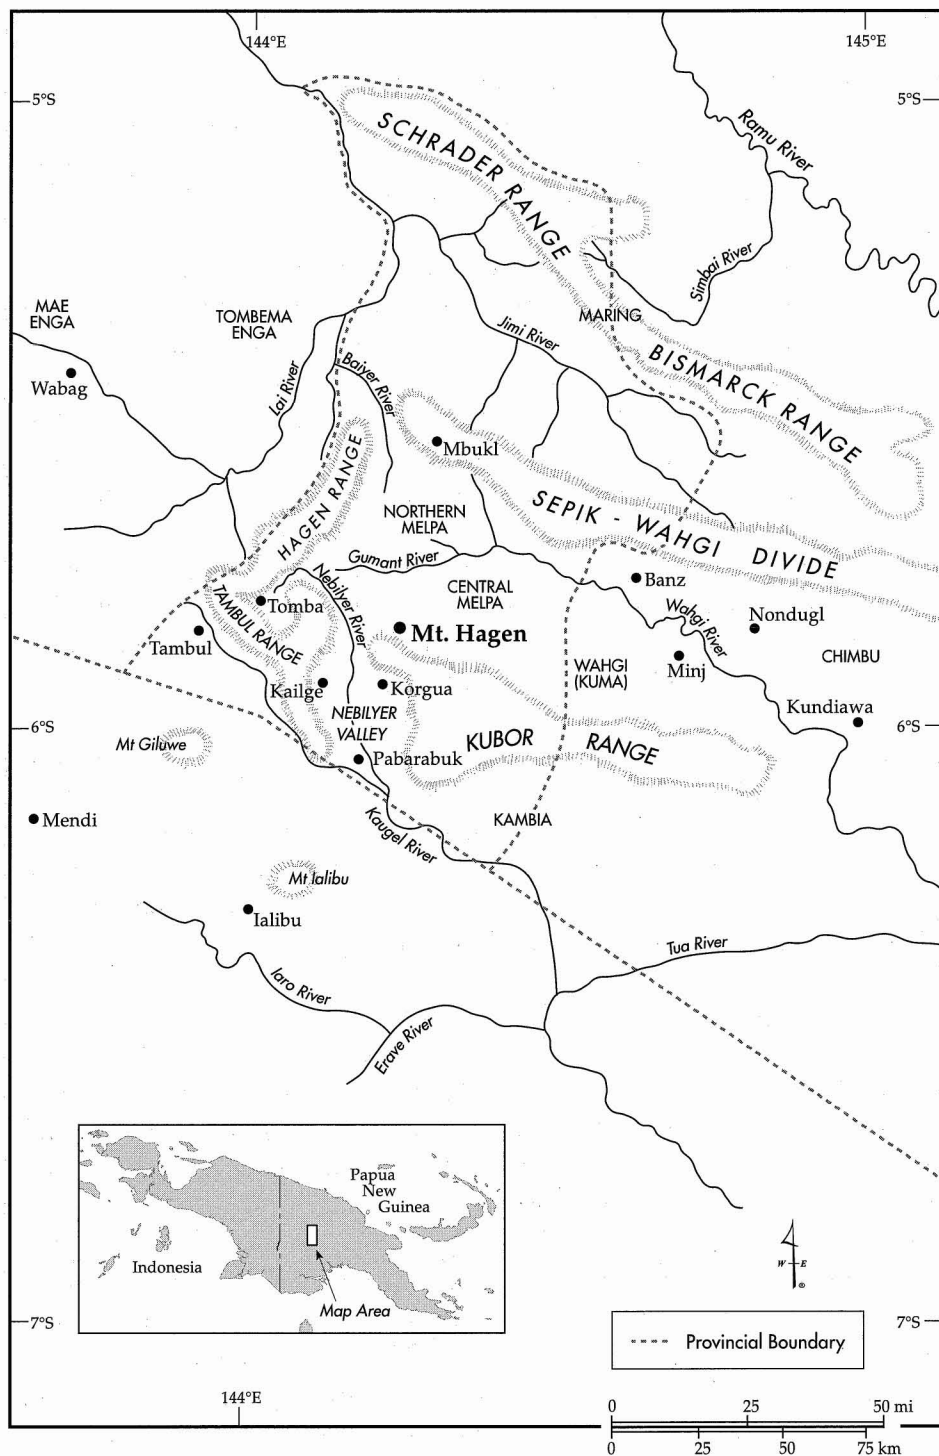 144°E
145°E
5°S
5°S
SCHRADER RANGE
Ramu River
Simbai River
MAE
ENGA
TOMBEMA
ENGA
MARING
Jimi River
BISMARCK RANGE
Wabag
Lai River
Baiyer River
Mbukl
HAGEN RANGE
NORTHERN
MELPA
SEPIK - WAHGI DIVIDE
Gumant River
Nebilyer River
CENTRAL
MELPA
Banz
Tomba
Wahgi River
Nondugl
TAMBUL RANGE
Tambul
Mt. Hagen
WAHGI
(KUMA)
Minj
CHIMBU
Kailge
Korgua
Kundiawa
NEBILYER
VALLEY
6°S
6°S
Mt Giluwe
KUBOR RANGE
Pabarabuk
Mendi
Kaugel River
KAMBIA
Mt Ialibu
Ialibu
Tua River
Iaro River
Erave River
Papua
New
Guinea
Indonesia
Map Area
W E
7°S
7°S
Provincial Boundary
144°E
0 25 50 mi
0 25 50 75 km